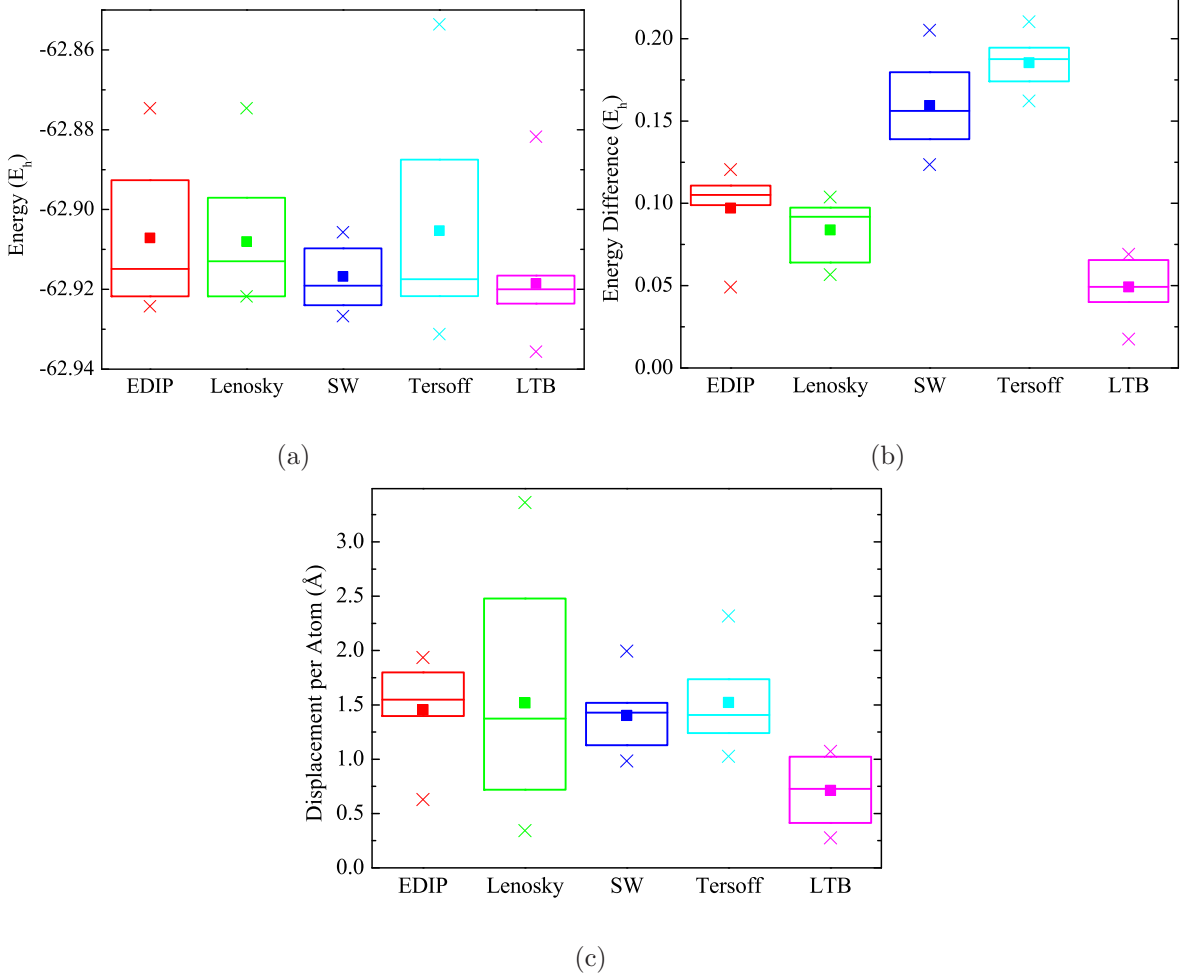 -62.86
-62.88
-62.90
-62.92
-62.94
Energy (E_h)
EDIP Lenosky SW Tersoff LTB
(a)
0.20
0.15
0.10
0.05
0.00
Energy Difference (E_h)
EDIP Lenosky SW Tersoff LTB
(b)
3.0
2.5
2.0
1.5
1.0
0.5
0.0
Displacement per Atom (Å)
EDIP Lenosky SW Tersoff LTB
(c)